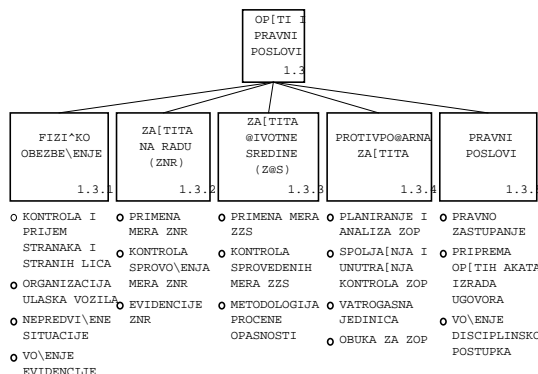 OP[TI I
PRAVNI
POSLOVI
1.3
FIZI^KO
OBEZBE\ENJE
1.3.1
ZA[TITA
NA RADU
(ZNR)
1.3.2
ZA[TITA
@IVOTNE
SREDINE
(Z@S)
1.3.3
PROTIVPO@ARNA
ZA[TITA
1.3.4
PRAVNI
POSLOVI
1.3.5
KONTROLA I
PRIJEM
STRANAKA I
STRANIH LICA
ORGANIZACIJA
ULASKA VOZILA
NEPREDVI\ENE
SITUACIJE
VO\ENJE
EVIDENCIJE
PRIMENA
MERA ZNR
KONTROLA
SPROVO\ENJA
MERA ZNR
EVIDENCIJE
ZNR
PRIMENA MERA
ZZS
KONTROLA
SPROVEDENIH
MERA ZZS
METODOLOGIJA
PROCENE
OPASNOSTI
PLANIRANJE I
ANALIZA ZOP
SPOLJA[NJA I
UNUTRA[NJA
KONTROLA ZOP
VATROGASNA
JEDINICA
OBUKA ZA ZOP
PRAVNO
ZASTUPANJE
PRIPREMA
OP[TIH AKATA
IZRADA
UGOVORA
VO\ENJE
DISCIPLINSKO
POSTUPKA